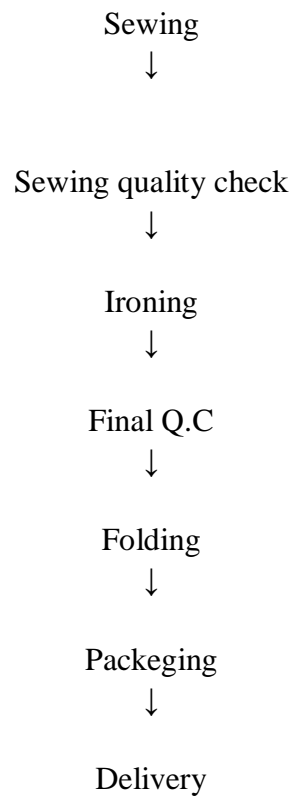 Sewing
↓
Sewing quality check
↓
Ironing
↓
Final Q.C
↓
Folding
↓
Packeging
↓
Delivery